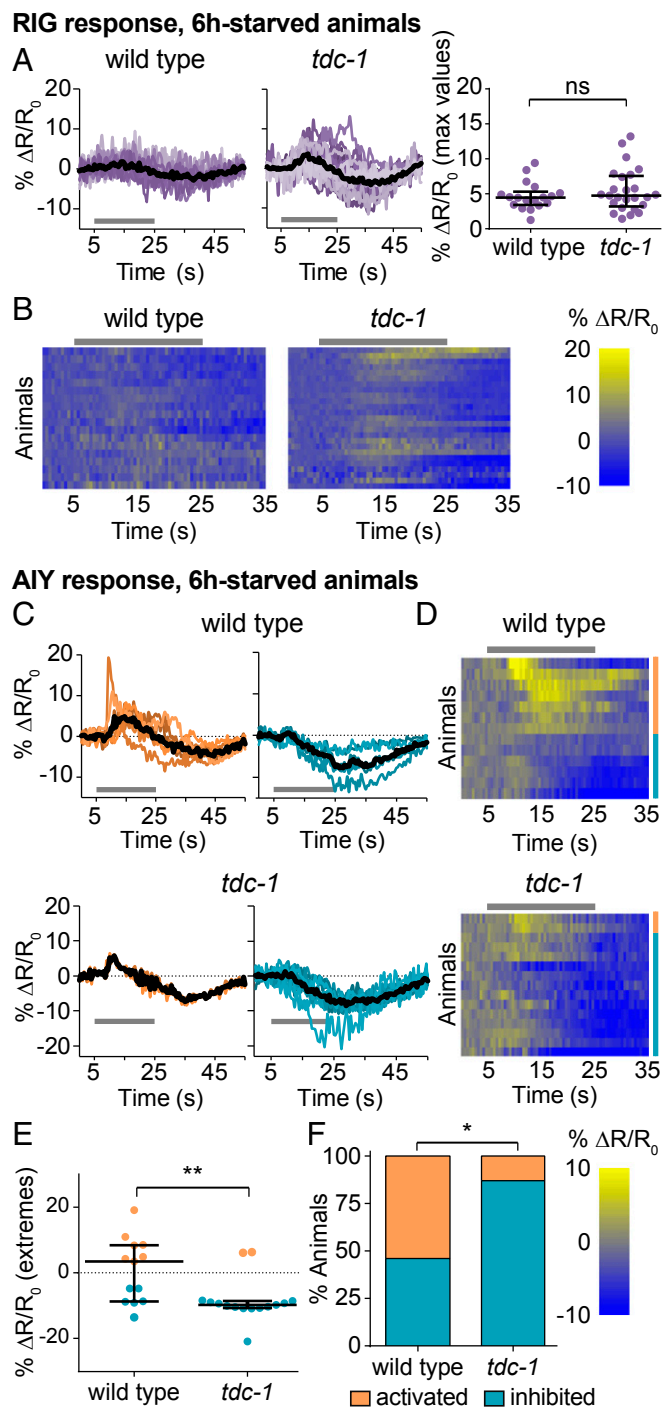 RIG response, 6h-starved animals
A
wild type
tdc-1
% ΔR/R0
20
10
0
-10
5 25 45
Time (s)
5 25 45
Time (s)
% ΔR/R0 (max values)
20
15
10
5
0
ns
wild type tdc-1
B
wild type
tdc-1
Animals
5 15 25 35
Time (s)
5 15 25 35
Time (s)
% ΔR/R0
20
10
0
-10
AIY response, 6h-starved animals
C
wild type
% ΔR/R0
20
10
0
-10
5 25 45
Time (s)
5 25 45
Time (s)
D
wild type
Animals
5 15 25 35
Time (s)
tdc-1
% ΔR/R0
20
10
0
-10
-20
5 25 45
Time (s)
5 25 45
Time (s)
tdc-1
Animals
5 15 25 35
Time (s)
E
% ΔR/R0 (extremes)
20
0
-20
**
wild type tdc-1
F
% Animals
100
75
50
25
0
*
wild type tdc-1
activated inhibited
% ΔR/R0
10
0
-10